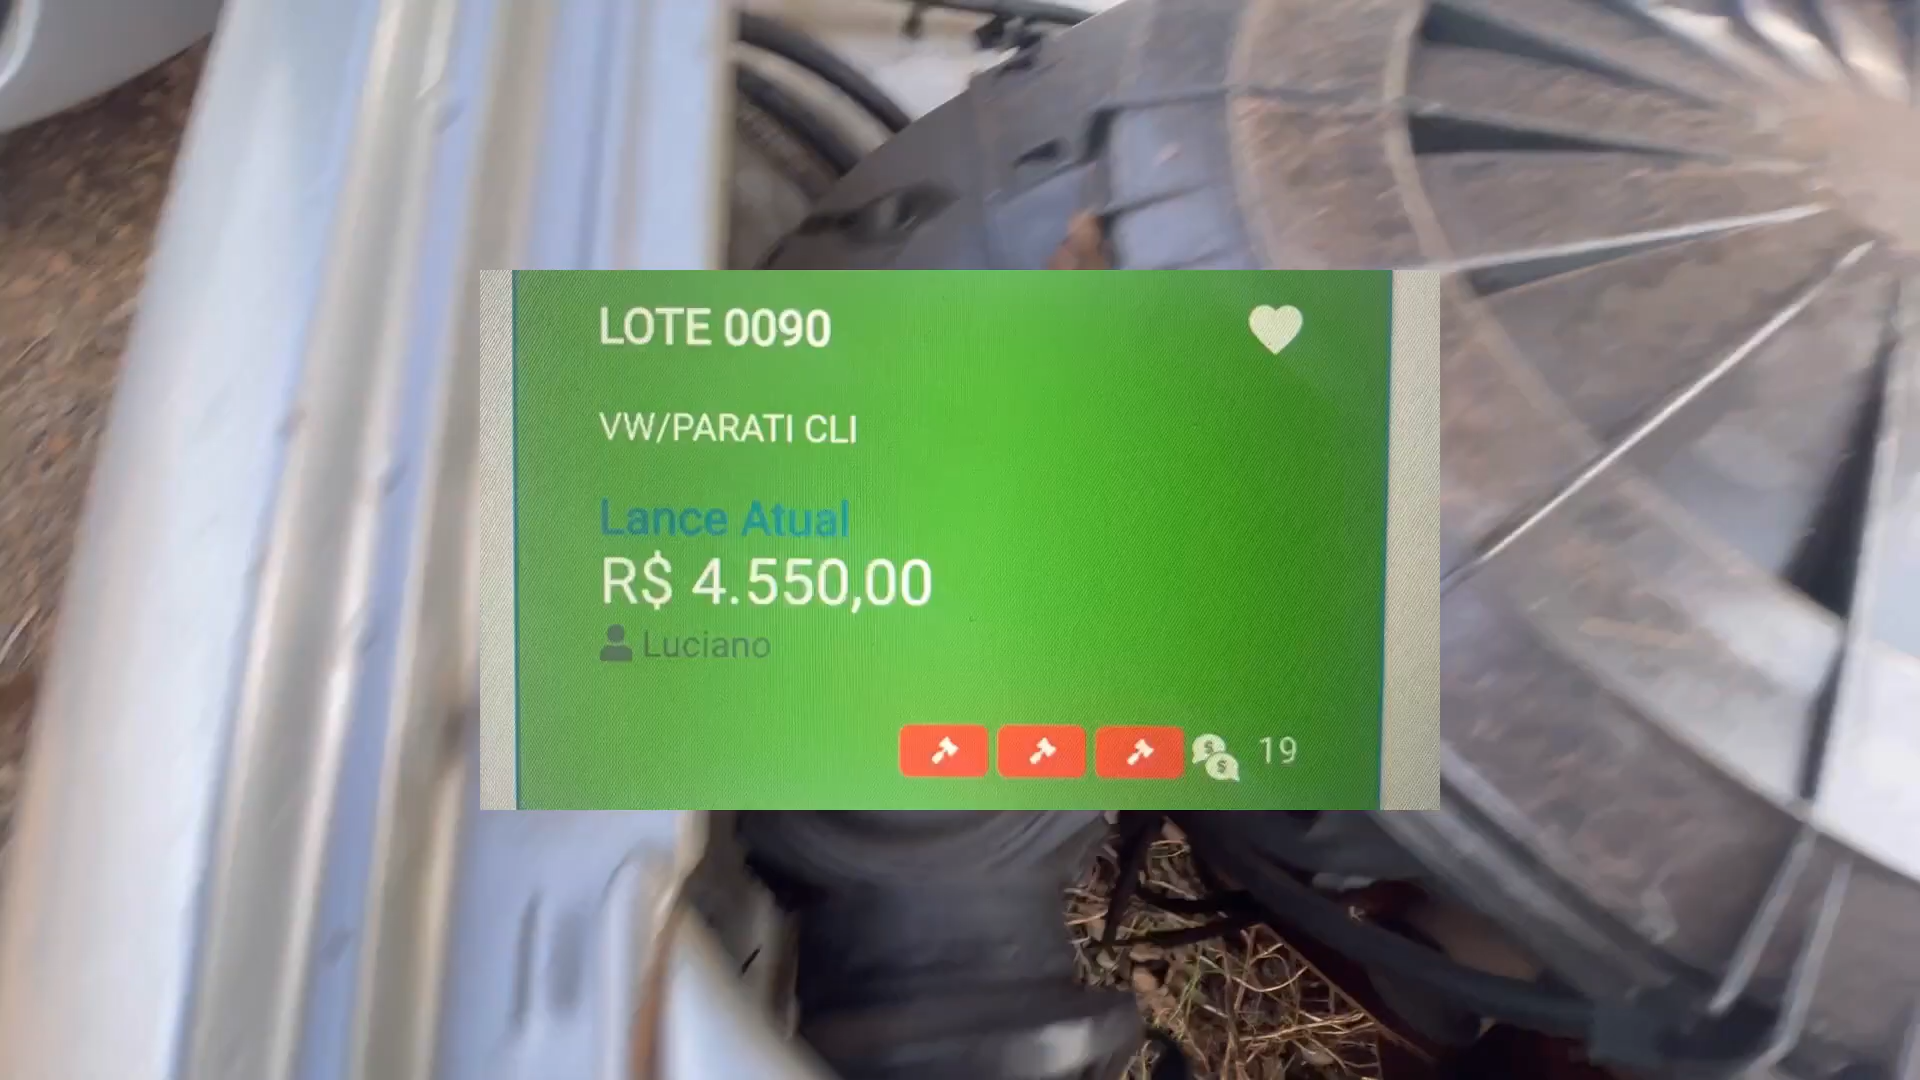 LOTE 0090
VW/PARATI CLI
Lance Atual
R$ 4.550,00
Luciano
19